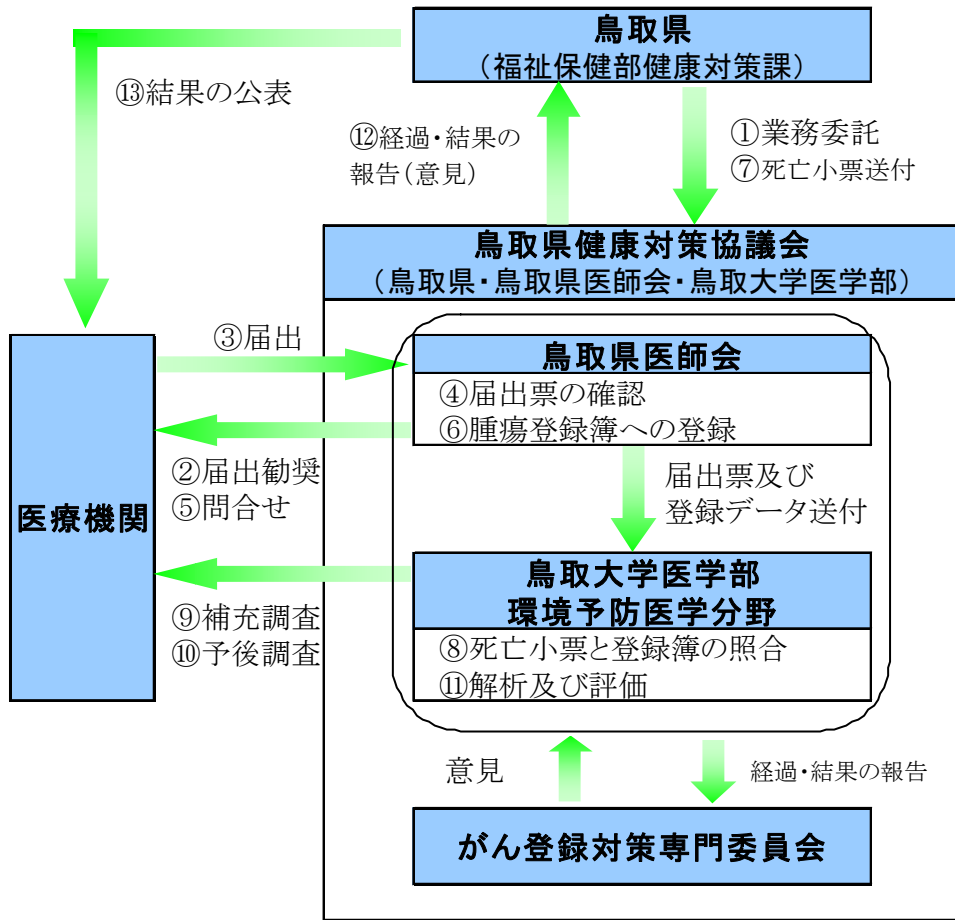 鳥取県
（福祉保健部健康対策課）
⑬結果の公表
⑫経過・結果の
報告（意見）
①業務委託
⑦死亡小票送付
鳥取県健康対策協議会
（鳥取県・鳥取県医師会・鳥取大学医学部）
③届出
鳥取県医師会
④届出票の確認
⑥腫瘍登録簿への登録
②届出勧奨
⑤問合せ
医療機関
届出票及び
登録データ送付
鳥取大学医学部
環境予防医学分野
⑧死亡小票と登録簿の照合
⑪解析及び評価
⑨補充調査
⑩予後調査
意見
経過・結果の報告
がん登録対策専門委員会